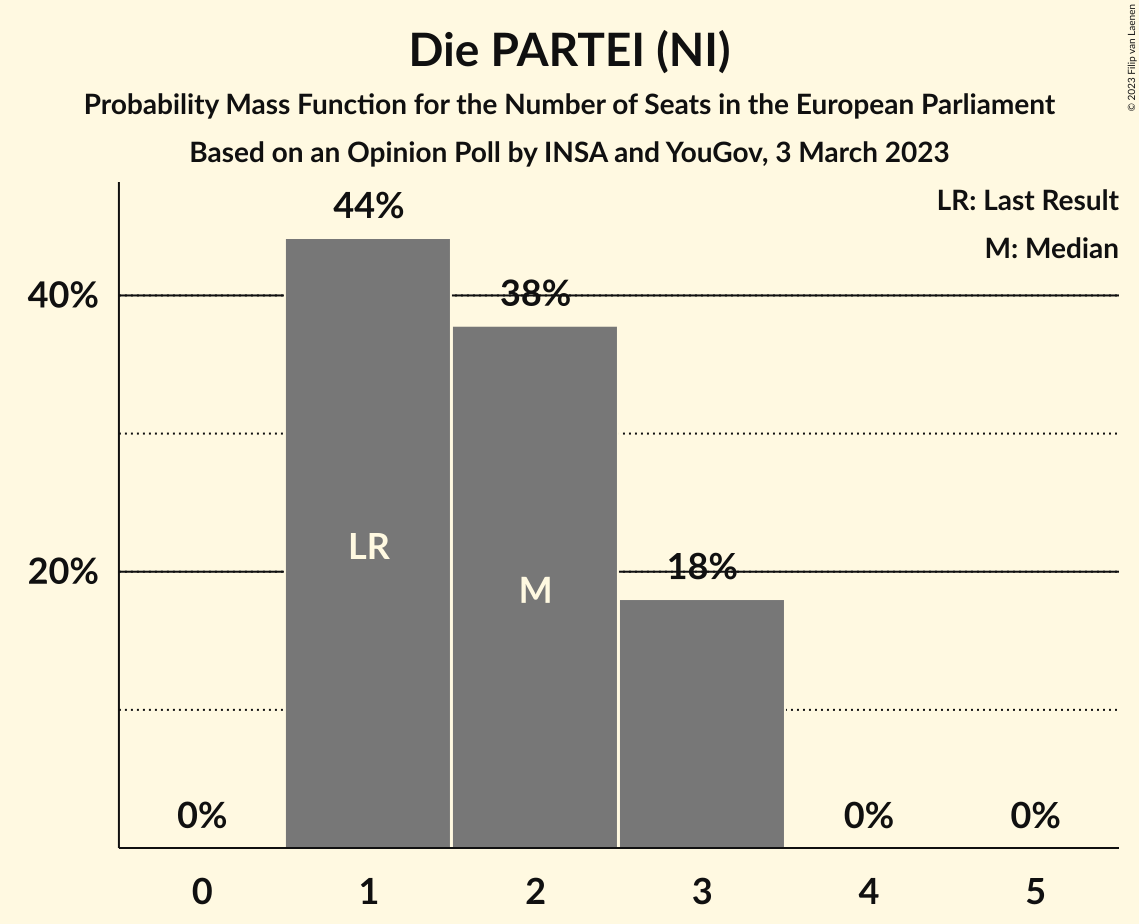 Die PARTEI (NI)
Probability Mass Function for the Number of Seats in the European Parliament
Based on an Opinion Poll by INSA and YouGov, 3 March 2023
© 2023 Filip van Laenen
LR: Last Result
M: Median
44%
38%
18%
0%
0%
0%
LR
M
40%
20%
0
1
2
3
4
5